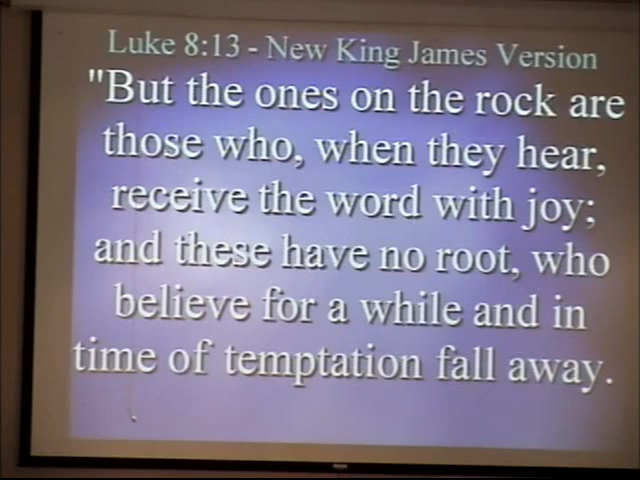 Luke 8:13 - New King James Version
"But the ones on the rock are
those who, when they hear,
receive the word with joy;
and these have no root, who
believe for a while and in
time of temptation fall away.